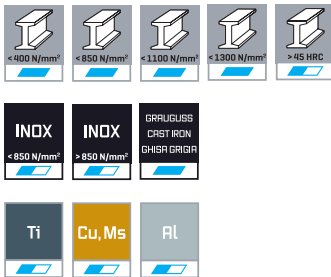 <400 N/mm² <850 N/mm² <1100 N/mm² <1300 N/mm² >45 HRC
INOX INOX GRAUGUSS
CAST IRON
GHISA GRIGIA
<850 N/mm² >850 N/mm²
Ti Cu, Ms Al